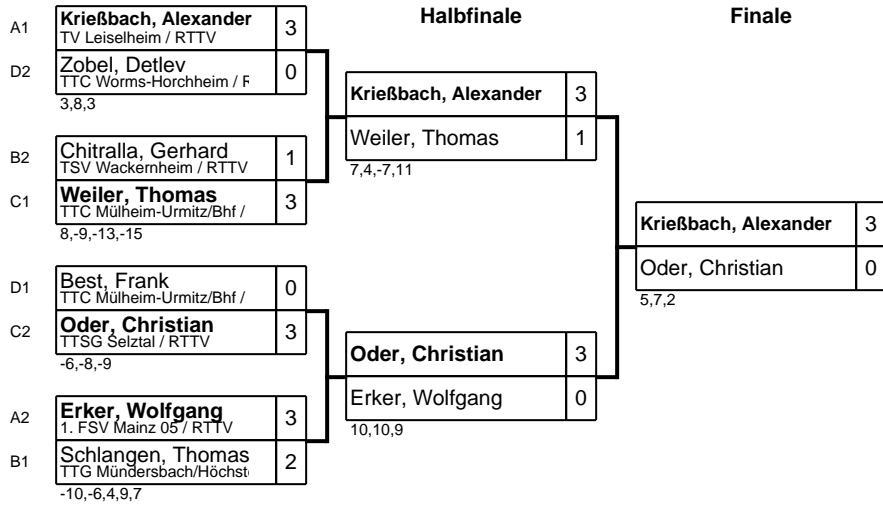 Halbfinale
Finale
A1
Krießbach, Alexander 3
TV Leiselheim / RTTV
D2
Zobel, Detlev 0
TTC Worms-Horchheim /
3,8,3
B2
Chitralla, Gerhard 1
TSV Wackernheim / RTTV
C1
Weiler, Thomas 3
TTC Mülheim-Urmitz/Bhf /
8,-9,-13,-15
D1
Best, Frank 0
TTC Mülheim-Urmitz/Bhf /
C2
Oder, Christian 3
TTSG Selztal / RTTV
-6,-8,-9
A2
Erker, Wolfgang 3
1. FSV Mainz 05 / RTTV
B1
Schlangen, Thomas 2
TTG Mündersbach/Höchst
-10,-6,4,9,7
Krießbach, Alexander 3
Weiler, Thomas 1
7,4,-7,11
Oder, Christian 3
Erker, Wolfgang 0
10,10,9
Krießbach, Alexander 3
Oder, Christian 0
5,7,2